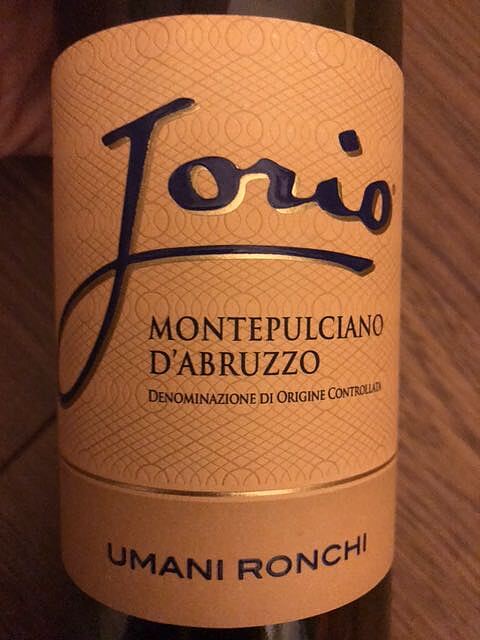 Jorio
MONTEPULCIANO
D'ABRUZZO
DENOMINAZIONE DI ORIGINE CONTROLLATA
UMANI RONCHI